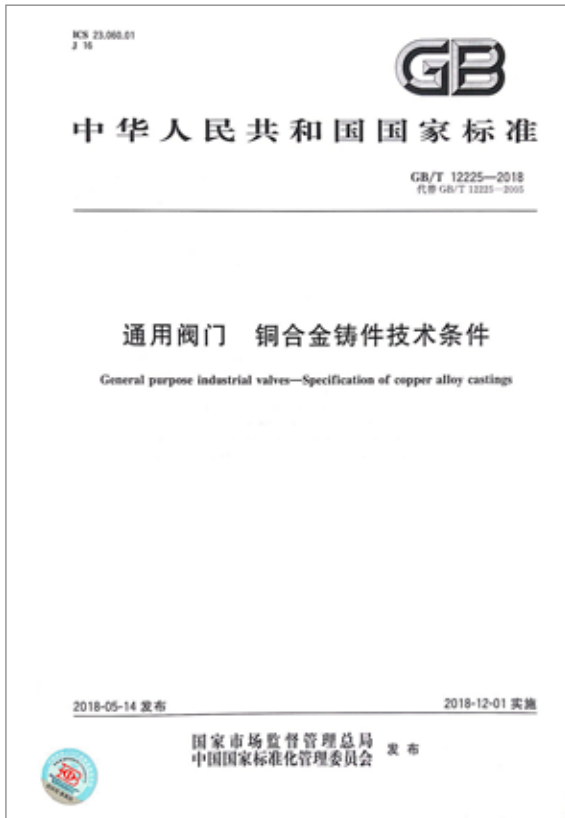 ICS 23.060.01
J 16
GB
中华人民共和国国家标准
GB/T 12225—2018
代替 GB/T 12225—2005
通用阀门 铜合金铸件技术条件
General purpose industrial valves—Specification of copper alloy castings
2018-05-14 发布
2018-12-01 实施
国家市场监督管理总局
中国国家标准化管理委员会
发布